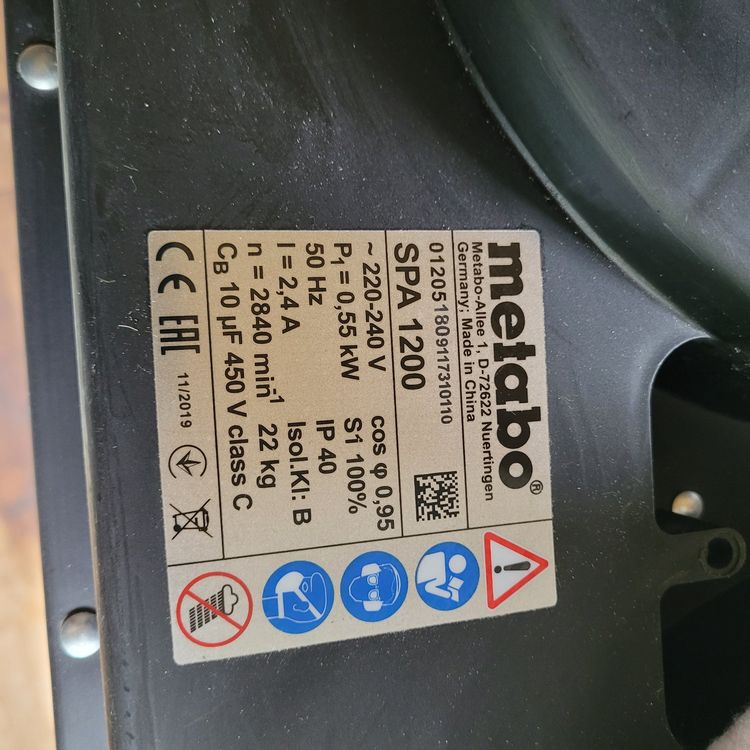 metabo®
Metabo-Allee 1, D-72622 Nuertingen
Germany; Made in China
012051809117310110
SPA 1200
~ 220-240 V cos φ 0,95
P1 = 0,55 kW S1 100%
50 Hz IP 40
I = 2,4 A Isol.Kl: B
n = 2840 min-1 22 kg
CB 10 µF 450 V class C
CE EAC 11/2019